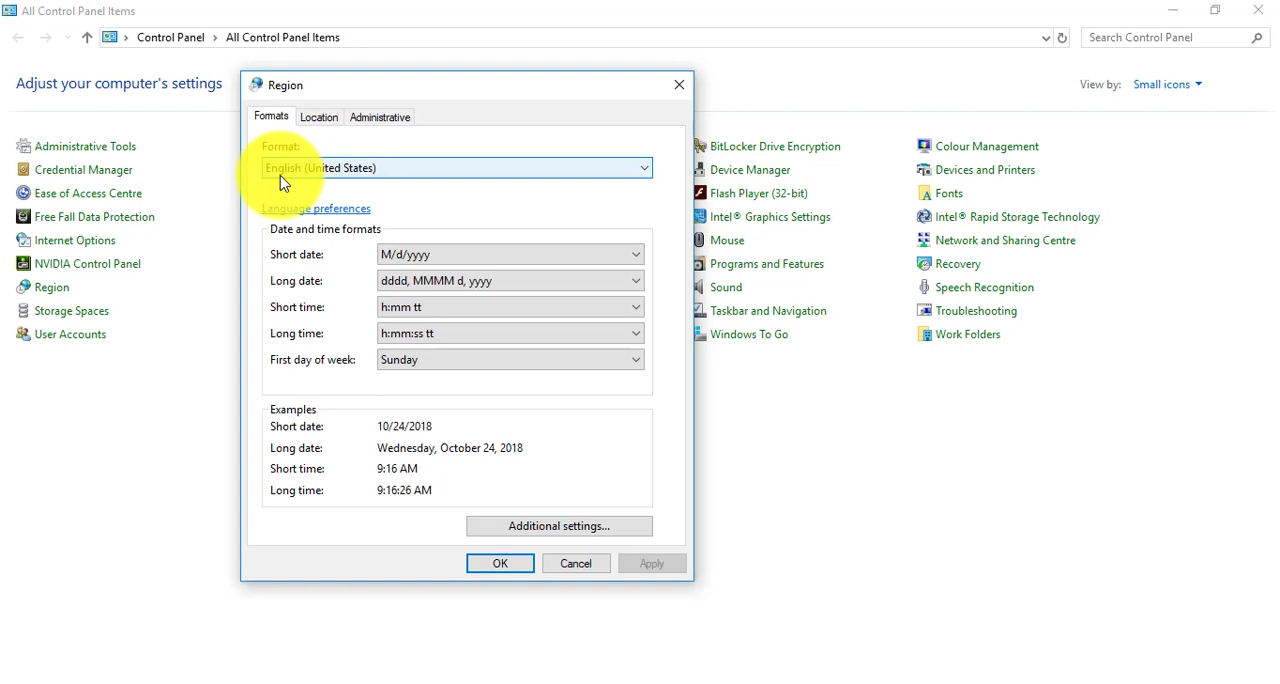 All Control Panel Items
Control Panel › All Control Panel Items
Search Control Panel
Adjust your computer's settings
View by: Small icons
Administrative Tools
Credential Manager
Ease of Access Centre
Free Fall Data Protection
Internet Options
NVIDIA Control Panel
Region
Storage Spaces
User Accounts
Region
Formats Location Administrative
Format:
English (United States)
Language preferences
Date and time formats
Short date: M/d/yyyy
Long date: dddd, MMMM d, yyyy
Short time: h:mm tt
Long time: h:mm:ss tt
First day of week: Sunday
Examples
Short date: 10/24/2018
Long date: Wednesday, October 24, 2018
Short time: 9:16 AM
Long time: 9:16:26 AM
Additional settings...
OK Cancel Apply
BitLocker Drive Encryption
Device Manager
Flash Player (32-bit)
Intel® Graphics Settings
Mouse
Programs and Features
Sound
Taskbar and Navigation
Windows To Go
Colour Management
Devices and Printers
Fonts
Intel® Rapid Storage Technology
Network and Sharing Centre
Recovery
Speech Recognition
Troubleshooting
Work Folders